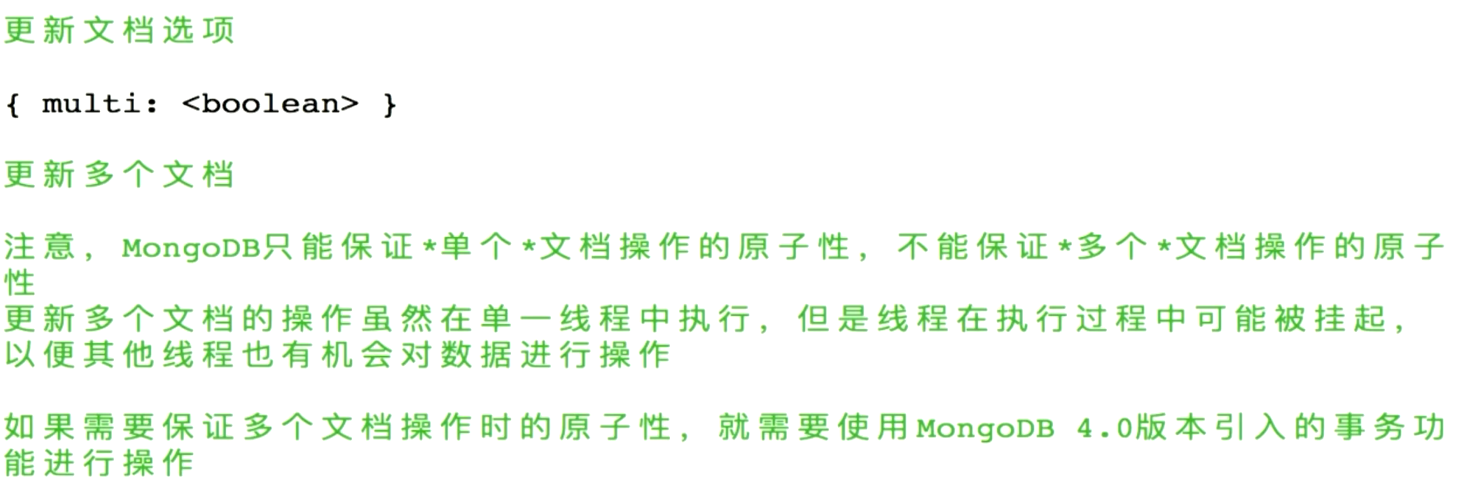 更新文档选项
{ multi: <boolean> }
更新多个文档
注意，MongoDB只能保证*单个*文档操作的原子性，不能保证*多个*文档操作的原子
性
更新多个文档的操作虽然在单一线程中执行，但是线程在执行过程中可能被挂起，
以便其他线程也有机会对数据进行操作
如果需要保证多个文档操作时的原子性，就需要使用MongoDB 4.0版本引入的事务功
能进行操作